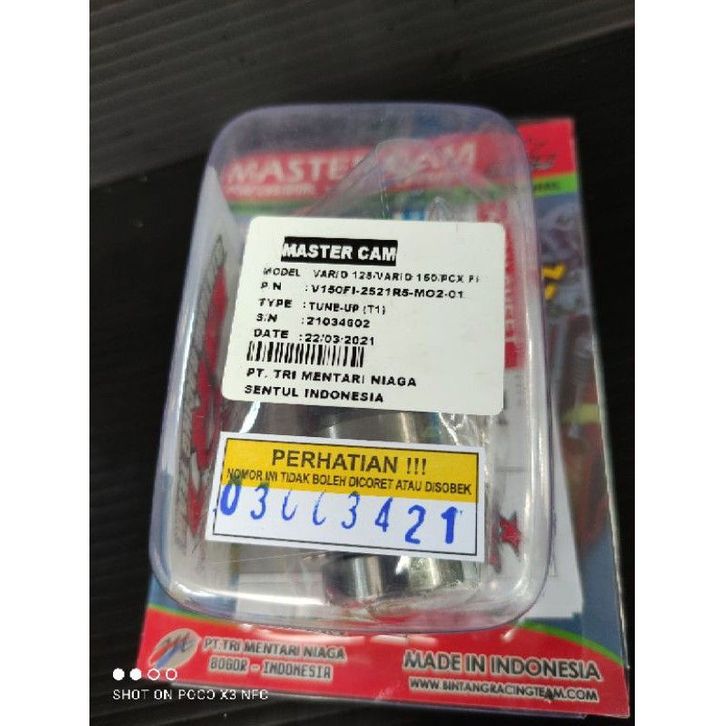 MASTER CAM
MASTER CAM
MODEL : VARIO 125/VARIO 150/PCX FI
P.N : V150FI-2521R5-MO2-01
TYPE : TUNE-UP (T1)
S.N : 21034602
DATE : 22/03/2021
PT. TRI MENTARI NIAGA
SENTUL INDONESIA
PERHATIAN !!!
NOMOR INI TIDAK BOLEH DICORET ATAU DISOBEK
PT.TRI MENTARI NIAGA
BOGOR - INDONESIA
MADE IN INDONESIA
WWW.BINTANGRACINGTEAM.COM
SHOT ON POCO X3 NFC